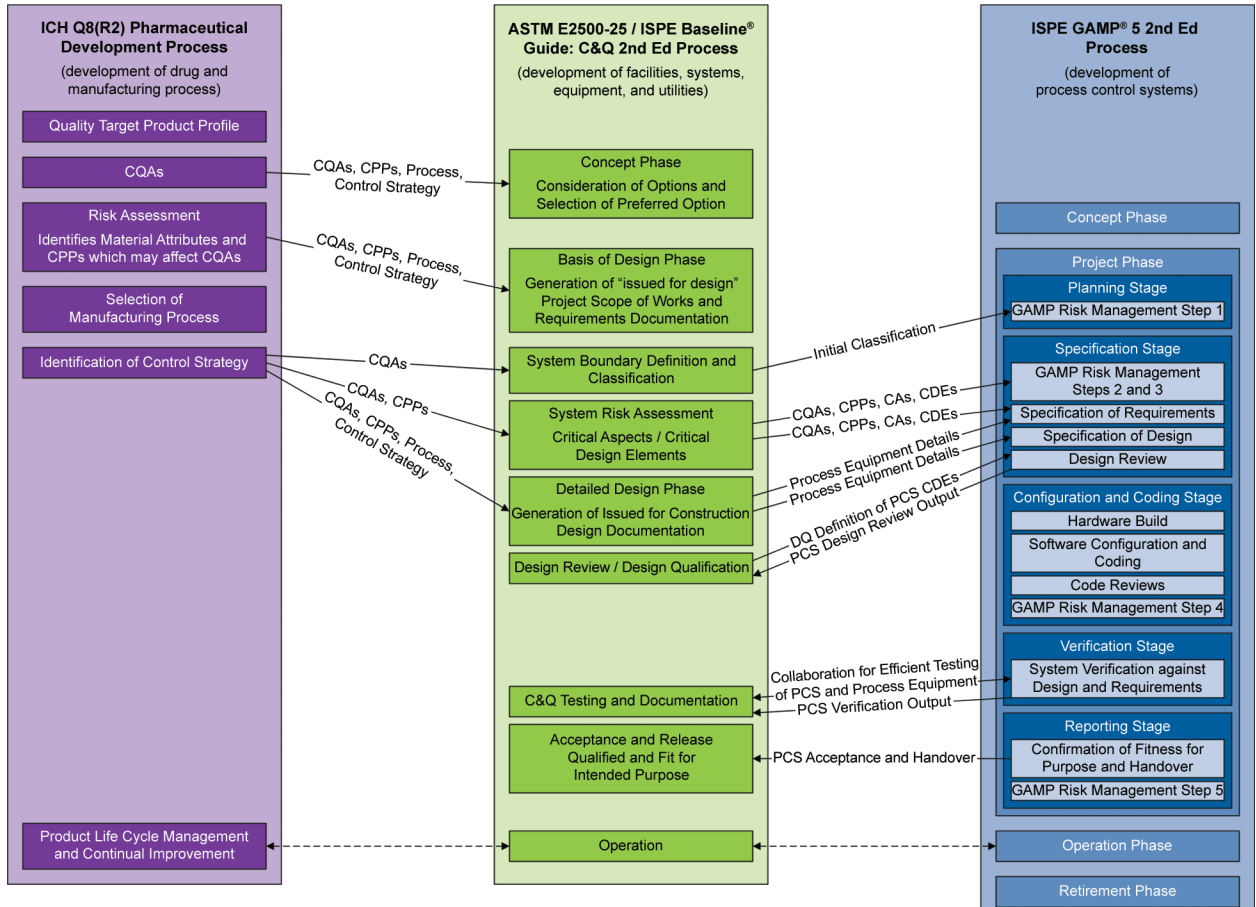 ICH Q8(R2) Pharmaceutical
Development Process
(development of drug and
manufacturing process)
Quality Target Product Profile
CQAs
Risk Assessment
Identifies Material Attributes and
CPPs which may affect CQAs
Selection of
Manufacturing Process
Identification of Control Strategy
Product Life Cycle Management
and Continual Improvement
CQAs, CPPs, Process,
Control Strategy
CQAs, CPPs, Process,
Control Strategy
CQAs
CQAs, CPPs
CQAs, CPPs, Process,
Control Strategy
ASTM E2500-25 / ISPE Baseline®
Guide: C&Q 2nd Ed Process
(development of facilities, systems,
equipment, and utilities)
Concept Phase
Consideration of Options and
Selection of Preferred Option
Basis of Design Phase
Generation of “issued for design”
Project Scope of Works and
Requirements Documentation
System Boundary Definition and
Classification
System Risk Assessment
Critical Aspects / Critical
Design Elements
Detailed Design Phase
Generation of Issued for Construction
Design Documentation
Design Review / Design Qualification
C&Q Testing and Documentation
Acceptance and Release
Qualified and Fit for
Intended Purpose
Operation
Initial Classification
CQAs, CPPs, CAs, CDEs
CQAs, CPPs, CAs, CDEs
Process Equipment Details
Process Equipment Details
DQ Definition of PCS CDEs
PCS Design Review Output
Collaboration for Efficient Testing
of PCS and Process Equipment
PCS Verification Output
PCS Acceptance and Handover
ISPE GAMP® 5 2nd Ed
Process
(development of
process control systems)
Concept Phase
Project Phase
Planning Stage
GAMP Risk Management Step 1
Specification Stage
GAMP Risk Management
Steps 2 and 3
Specification of Requirements
Specification of Design
Design Review
Configuration and Coding Stage
Hardware Build
Software Configuration and
Coding
Code Reviews
GAMP Risk Management Step 4
Verification Stage
System Verification against
Design and Requirements
Reporting Stage
Confirmation of Fitness for
Purpose and Handover
GAMP Risk Management Step 5
Operation Phase
Retirement Phase